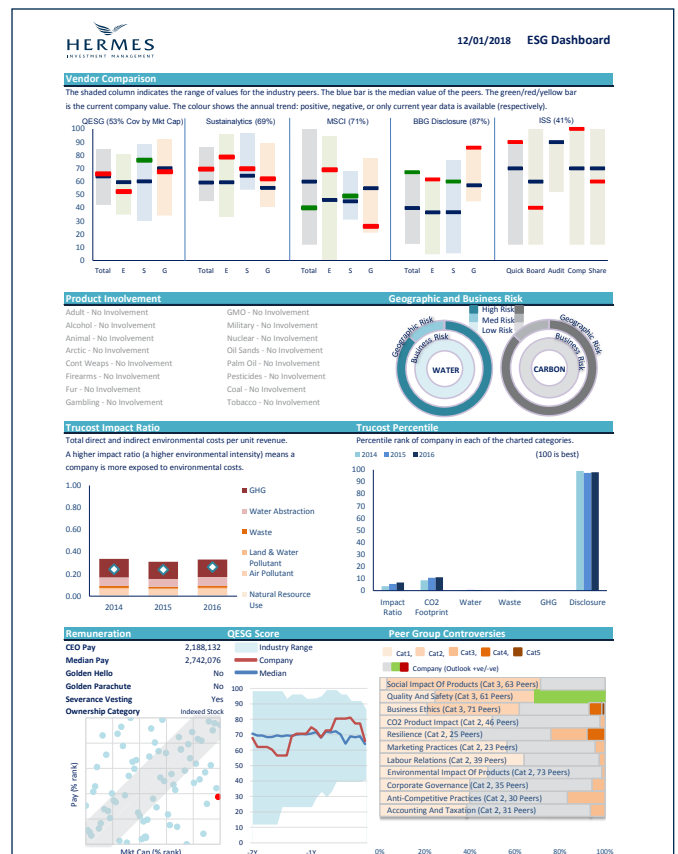 HERMES
INVESTMENT MANAGEMENT
12/01/2018 ESG Dashboard
Vendor Comparison
The shaded column indicates the range of values for the industry peers. The blue bar is the median value of the peers. The green/red/yellow bar
is the current company value. The colour shows the annual trend: positive, negative, or only current year data is available (respectively).
QESG (53% Cov by Mkt Cap) Sustainalytics (69%) MSCI (71%) BBG Disclosure (87%) ISS (41%)
100
90
80
70
60
50
40
30
20
10
0
Total E S G Total E S G Total E S G Total E S G Quick Board Audit Comp Share
Product Involvement
Adult - No Involvement GMO - No Involvement
Alcohol - No Involvement Military - No Involvement
Animal - No Involvement Nuclear - No Involvement
Arctic - No Involvement Oil Sands - No Involvement
Cont Weaps - No Involvement Palm Oil - No Involvement
Firearms - No Involvement Pesticides - No Involvement
Fur - No Involvement Coal - No Involvement
Gambling - No Involvement Tobacco - No Involvement
Geographic and Business Risk
High Risk
Med Risk
Low Risk
Geographic Risk
Business Risk
WATER
Geographic Risk
Business Risk
CARBON
Trucost Impact Ratio
Total direct and indirect environmental costs per unit revenue.
A higher impact ratio (a higher environmental intensity) means a
company is more exposed to environmental costs.
1.00
0.80
0.60
0.40
0.20
0.00
2014 2015 2016
GHG
Water Abstraction
Waste
Land & Water
Pollutant
Air Pollutant
Natural Resource
Use
Trucost Percentile
Percentile rank of company in each of the charted categories.
2014 2015 2016 (100 is best)
100
90
80
70
60
50
40
30
20
10
0
Impact CO2 Water Waste GHG Disclosure
Ratio Footprint
Remuneration
CEO Pay 2,188,132
Median Pay 2,742,076
Golden Hello No
Golden Parachute No
Severance Vesting Yes
Ownership Category Indexed Stock
Pay (% rank)
Mkt Cap (% rank)
QESG Score
Industry Range
Company
Median
100
90
80
70
60
50
40
30
20
10
0
-2Y -1Y
Peer Group Controversies
Cat1, Cat2, Cat3, Cat4, Cat5
Company (Outlook +ve/-ve)
Social Impact Of Products (Cat 3, 63 Peers)
Quality And Safety (Cat 3, 61 Peers)
Business Ethics (Cat 3, 71 Peers)
CO2 Product Impact (Cat 2, 46 Peers)
Resilience (Cat 2, 25 Peers)
Marketing Practices (Cat 2, 23 Peers)
Labour Relations (Cat 2, 39 Peers)
Environmental Impact Of Products (Cat 2, 73 Peers)
Corporate Governance (Cat 2, 35 Peers)
Anti-Competitive Practices (Cat 2, 30 Peers)
Accounting And Taxation (Cat 2, 31 Peers)
0% 20% 40% 60% 80% 100%